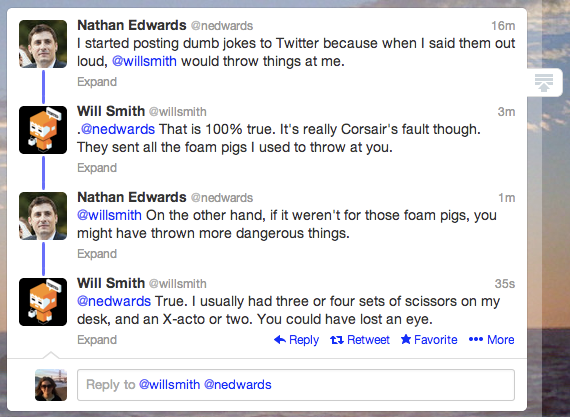 Nathan Edwards @nedwards 16m
I started posting dumb jokes to Twitter because when I said them out
loud, @willsmith would throw things at me.
Expand
Will Smith @willsmith 3m
.@nedwards That is 100% true. It's really Corsair's fault though.
They sent all the foam pigs I used to throw at you.
Expand
Nathan Edwards @nedwards 1m
@willsmith On the other hand, if it weren't for those foam pigs, you
might have thrown more dangerous things.
Expand
Will Smith @willsmith 35s
@nedwards True. I usually had three or four sets of scissors on my
desk, and an X-acto or two. You could have lost an eye.
Expand Reply Retweet Favorite More
Reply to @willsmith @nedwards